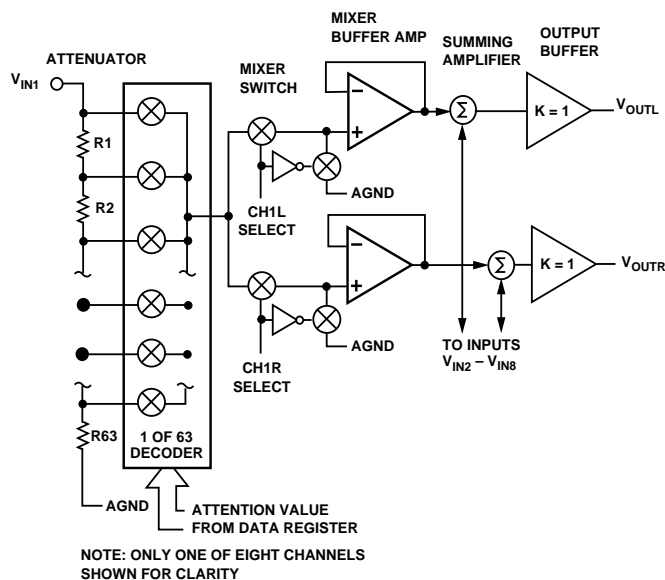 ATTENUATOR
V_IN1
R1
R2
R63
AGND
1 OF 63
DECODER
ATTENTION VALUE
FROM DATA REGISTER
MIXER
SWITCH
CH1L
SELECT
AGND
CH1R
SELECT
AGND
MIXER
BUFFER AMP
−
+
−
+
SUMMING
AMPLIFIER
Σ
Σ
TO INPUTS
V_IN2 – V_IN8
OUTPUT
BUFFER
K = 1
V_OUTL
K = 1
V_OUTR
NOTE: ONLY ONE OF EIGHT CHANNELS
SHOWN FOR CLARITY